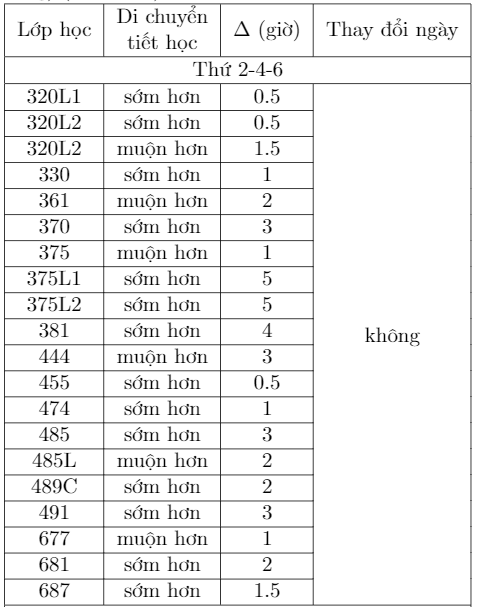 Lớp học | Di chuyển tiết học | Δ (giờ) | Thay đổi ngày
Thứ 2-4-6
320L1 | sớm hơn | 0.5 | không
320L2 | sớm hơn | 0.5
320L2 | muộn hơn | 1.5
330 | sớm hơn | 1
361 | muộn hơn | 2
370 | sớm hơn | 3
375 | muộn hơn | 1
375L1 | sớm hơn | 5
375L2 | sớm hơn | 5
381 | sớm hơn | 4
444 | muộn hơn | 3
455 | sớm hơn | 0.5
474 | sớm hơn | 1
485 | sớm hơn | 3
485L | muộn hơn | 2
489C | sớm hơn | 2
491 | sớm hơn | 3
677 | muộn hơn | 1
681 | sớm hơn | 2
687 | sớm hơn | 1.5